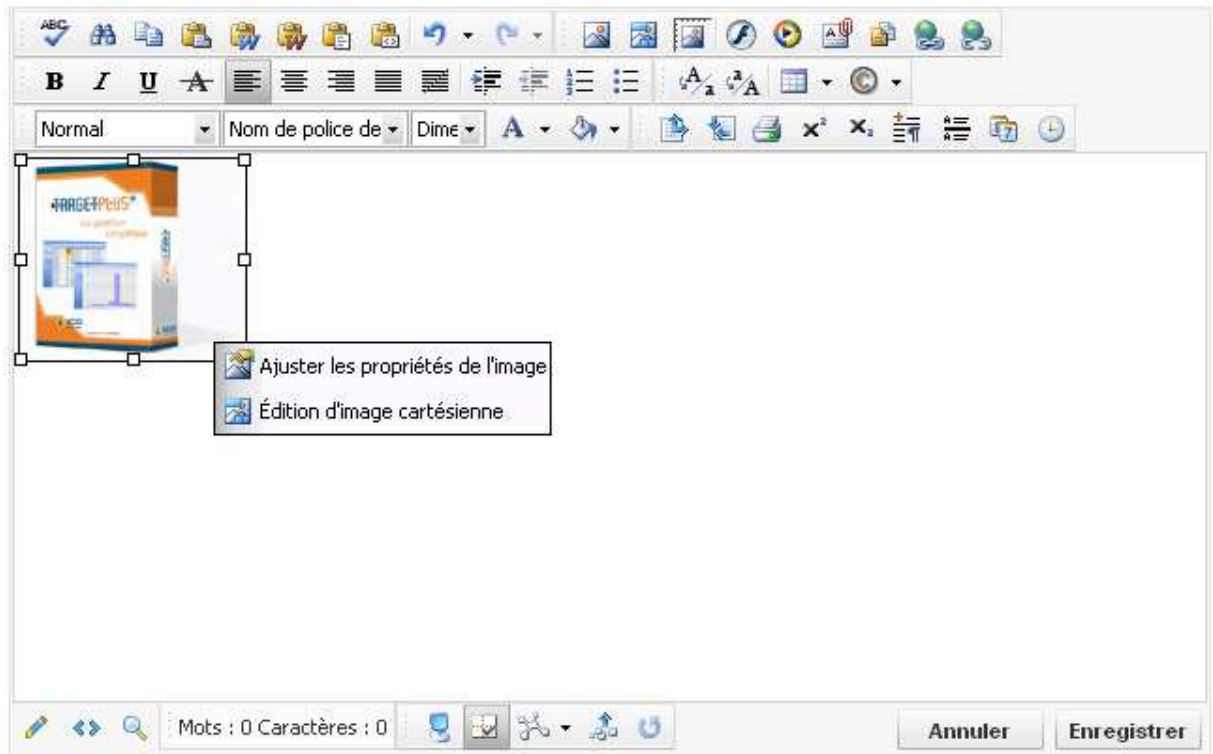 ABC
B I U A
Normal Nom de police de Dime A
TARGETPLUS
Ajuster les propriétés de l'image
Édition d'image cartésienne
Mots : 0 Caractères : 0 Annuler Enregistrer